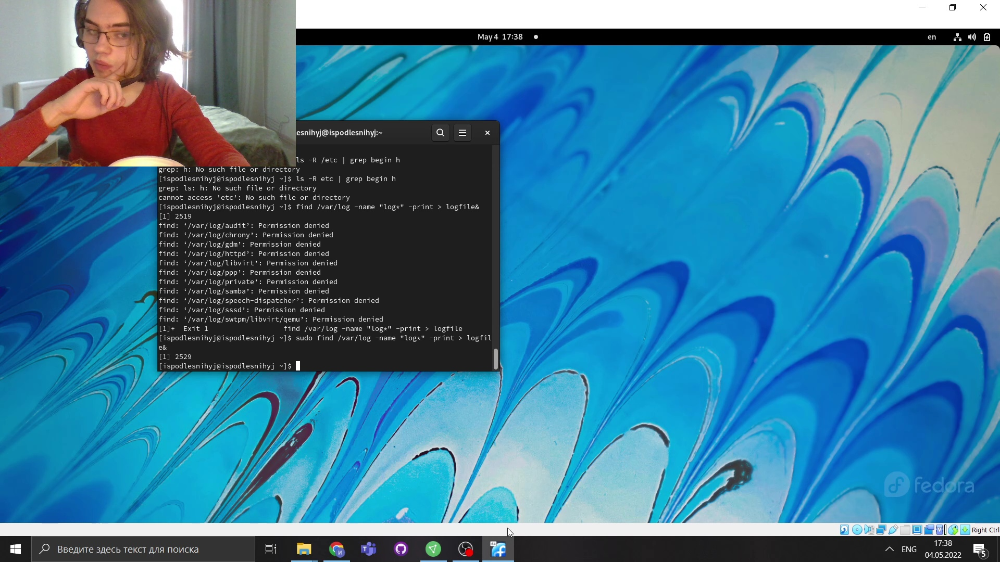 May 4 17:38
en
lesnihyj@ispodlesnihyj:~
ls -R /etc | grep begin h
grep: h: No such file or directory
[ispodlesnihyj@ispodlesnihyj ~]$ ls -R etc | grep begin h
grep: ls: h: No such file or directory
cannot access 'etc': No such file or directory
[ispodlesnihyj@ispodlesnihyj ~]$ find /var/log -name "log*" -print > logfile&
[1] 2519
find: ‘/var/log/audit’: Permission denied
find: ‘/var/log/chrony’: Permission denied
find: ‘/var/log/gdm’: Permission denied
find: ‘/var/log/httpd’: Permission denied
find: ‘/var/log/libvirt’: Permission denied
find: ‘/var/log/ppp’: Permission denied
find: ‘/var/log/private’: Permission denied
find: ‘/var/log/samba’: Permission denied
find: ‘/var/log/speech-dispatcher’: Permission denied
find: ‘/var/log/sssd’: Permission denied
find: ‘/var/log/swtpm/libvirt/qemu’: Permission denied
[1]+  Exit 1                  find /var/log -name "log*" -print > logfile
[ispodlesnihyj@ispodlesnihyj ~]$ sudo find /var/log -name "log*" -print > logfil
e&
[1] 2529
[ispodlesnihyj@ispodlesnihyj ~]$
fedora
Right Ctrl
Введите здесь текст для поиска
64
ENG
17:38
04.05.2022
5